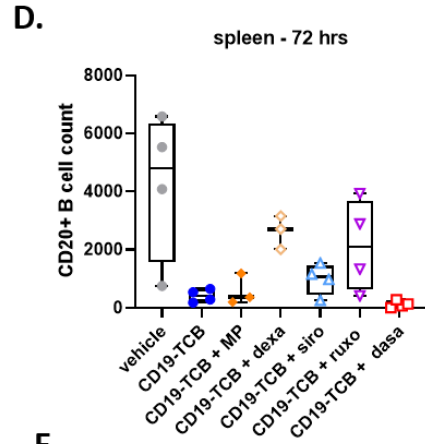 D.
spleen - 72 hrs
CD20+ B cell count
8000
6000
4000
2000
0
vehicle
CD19-TCB
CD19-TCB + MP
CD19-TCB + dexa
CD19-TCB + siro
CD19-TCB + ruxo
CD19-TCB + dasa